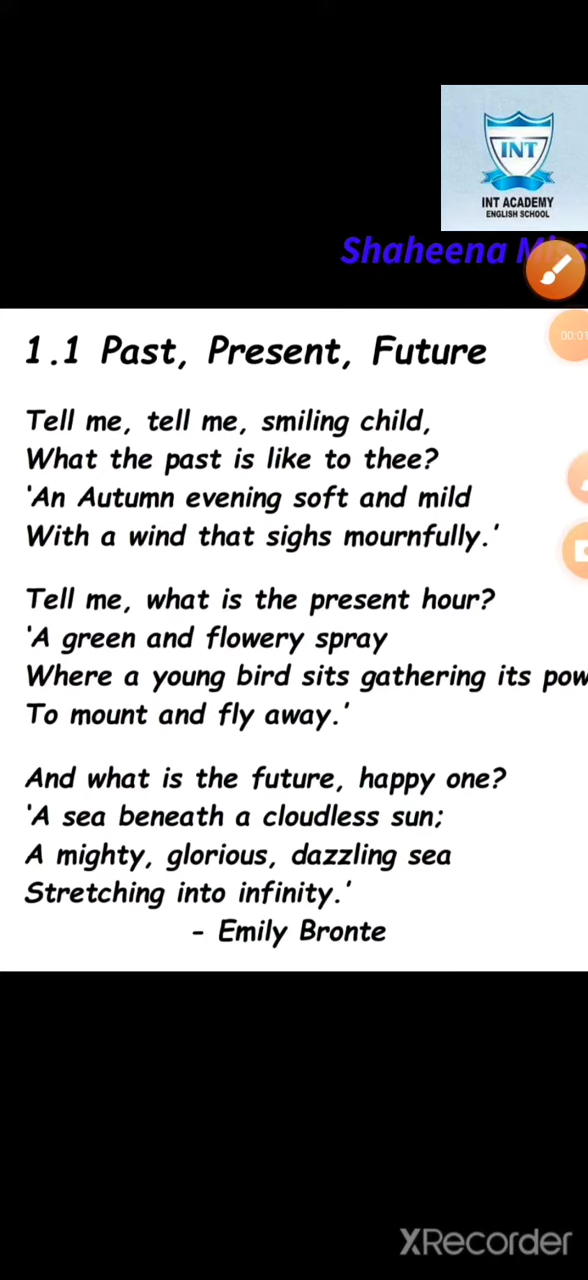 INT
INT ACADEMY
ENGLISH SCHOOL
Shaheena
00:01
1.1 Past, Present, Future
Tell me, tell me, smiling child,
What the past is like to thee?
'An Autumn evening soft and mild
With a wind that sighs mournfully.'
Tell me, what is the present hour?
'A green and flowery spray
Where a young bird sits gathering its pow
To mount and fly away.'
And what is the future, happy one?
'A sea beneath a cloudless sun;
A mighty, glorious, dazzling sea
Stretching into infinity.'
- Emily Bronte
XRecorder